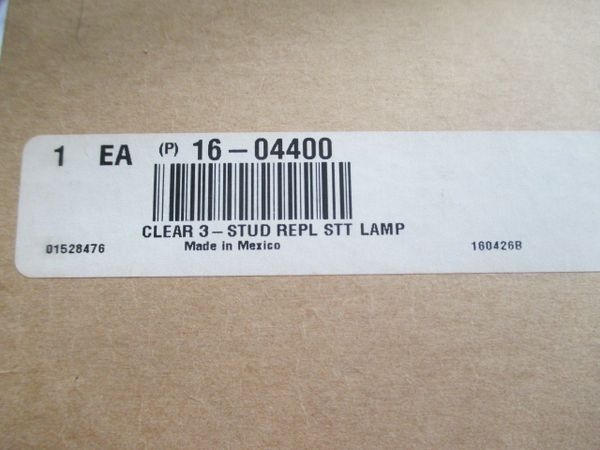 1 EA (P) 16-04400
CLEAR 3-STUD REPL STT LAMP
01528476 Made in Mexico 160426B